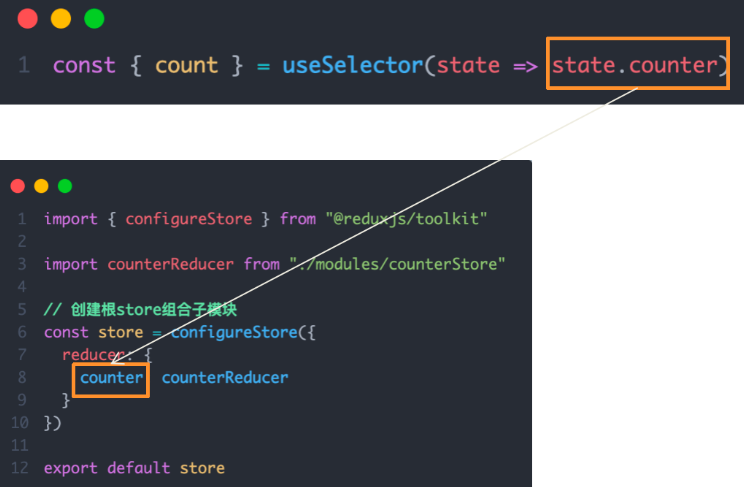 1 const { count } = useSelector(state => state.counter)
1 import { configureStore } from "@reduxjs/toolkit"
2
3 import counterReducer from "./modules/counterStore"
4
5 // 创建根store组合子模块
6 const store = configureStore({
7 reducer: {
8 counter counterReducer
9 }
10 })
11
12 export default store